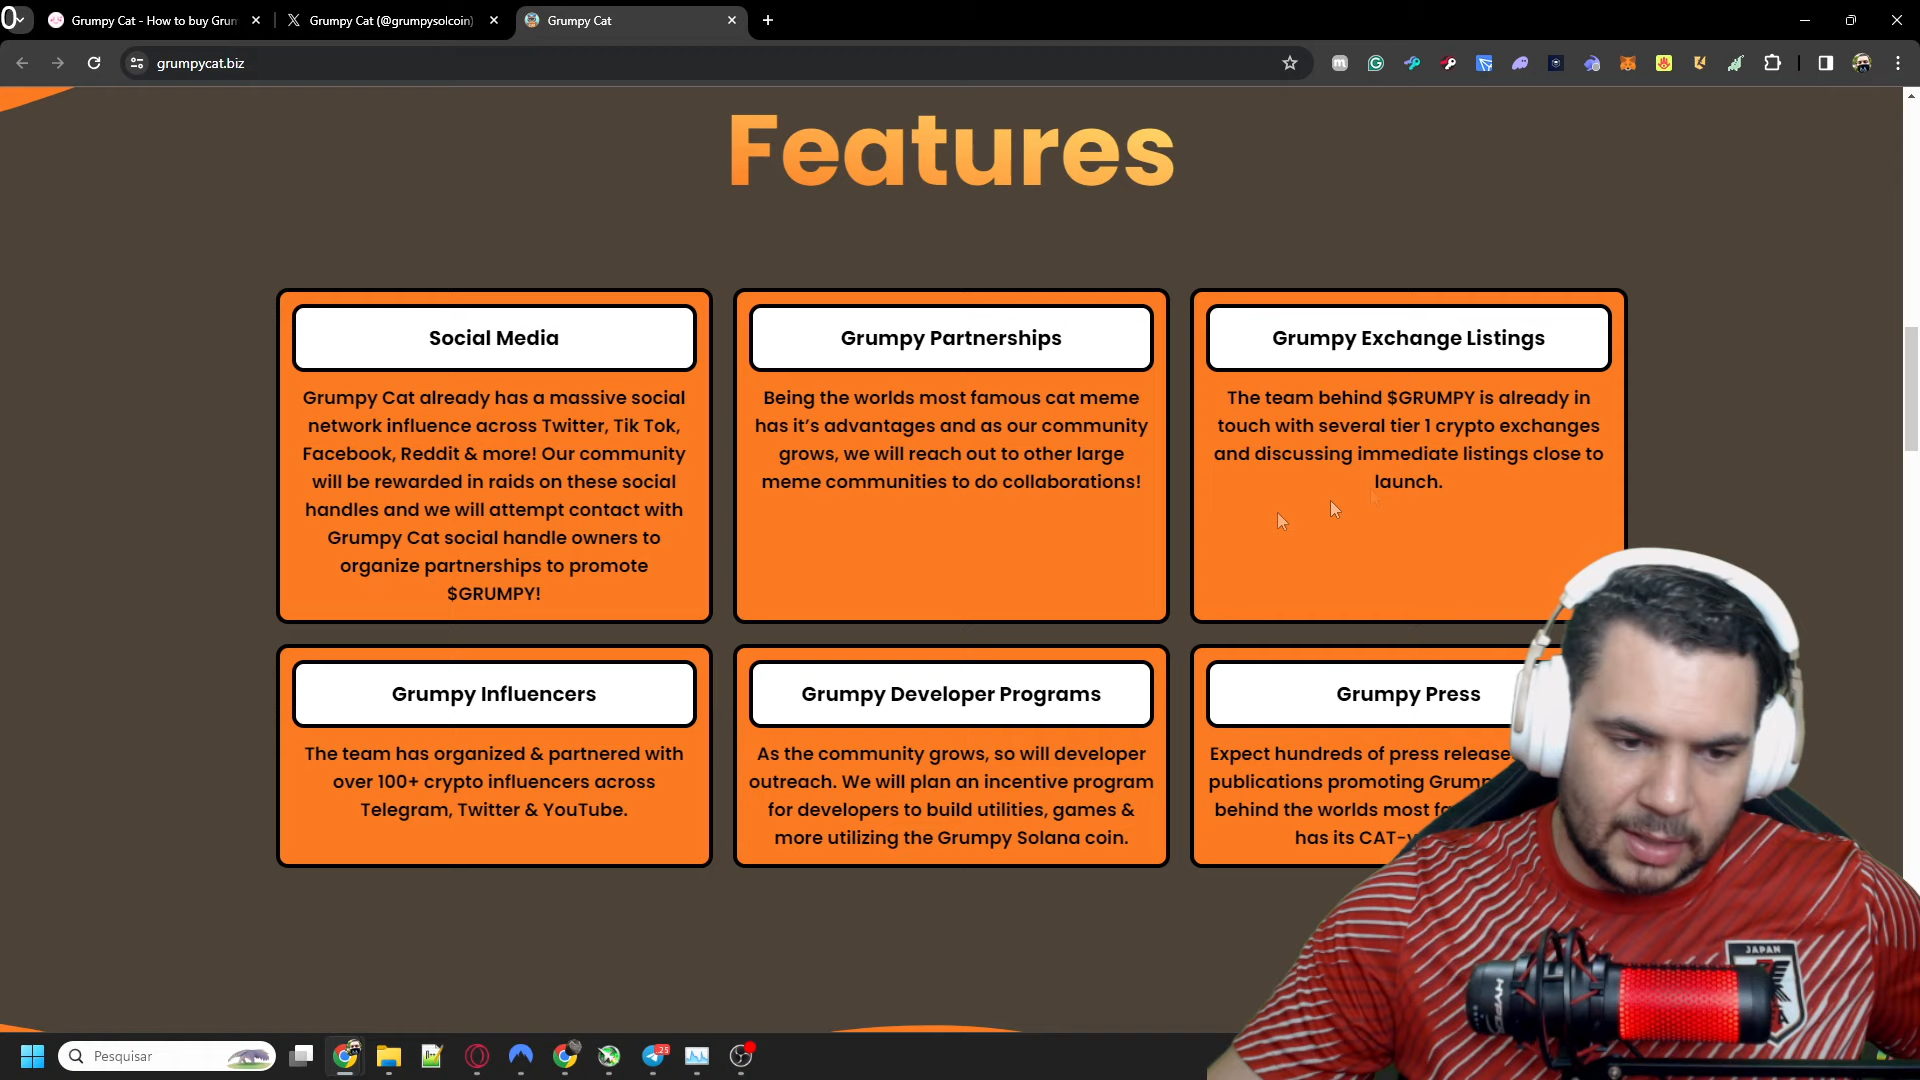 Grumpy Cat - How to buy Grum
Grumpy Cat (@grumpysolcoin)
Grumpy Cat
grumpycat.biz
Features
Social Media
Grumpy Cat already has a massive social
network influence across Twitter, Tik Tok,
Facebook, Reddit & more! Our community
will be rewarded in raids on these social
handles and we will attempt contact with
Grumpy Cat social handle owners to
organize partnerships to promote
$GRUMPY!
Grumpy Partnerships
Being the worlds most famous cat meme
has it’s advantages and as our community
grows, we will reach out to other large
meme communities to do collaborations!
Grumpy Exchange Listings
The team behind $GRUMPY is already in
touch with several tier 1 crypto exchanges
and discussing immediate listings close to
launch.
Grumpy Influencers
The team has organized & partnered with
over 100+ crypto influencers across
Telegram, Twitter & YouTube.
Grumpy Developer Programs
As the community grows, so will developer
outreach. We will plan an incentive program
for developers to build utilities, games &
more utilizing the Grumpy Solana coin.
Grumpy Press
Expect hundreds of press release
publications promoting Grum
behind the worlds most
has its CAT-
JAPAN
HYPE
Pesquisar
25